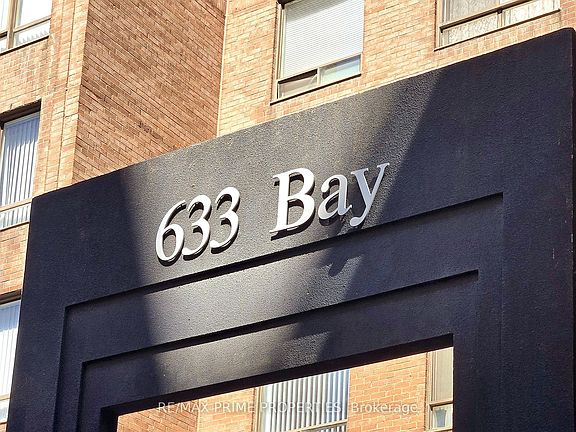 633 Bay
RE/MAX PRIME PROPERTIES, Brokerage